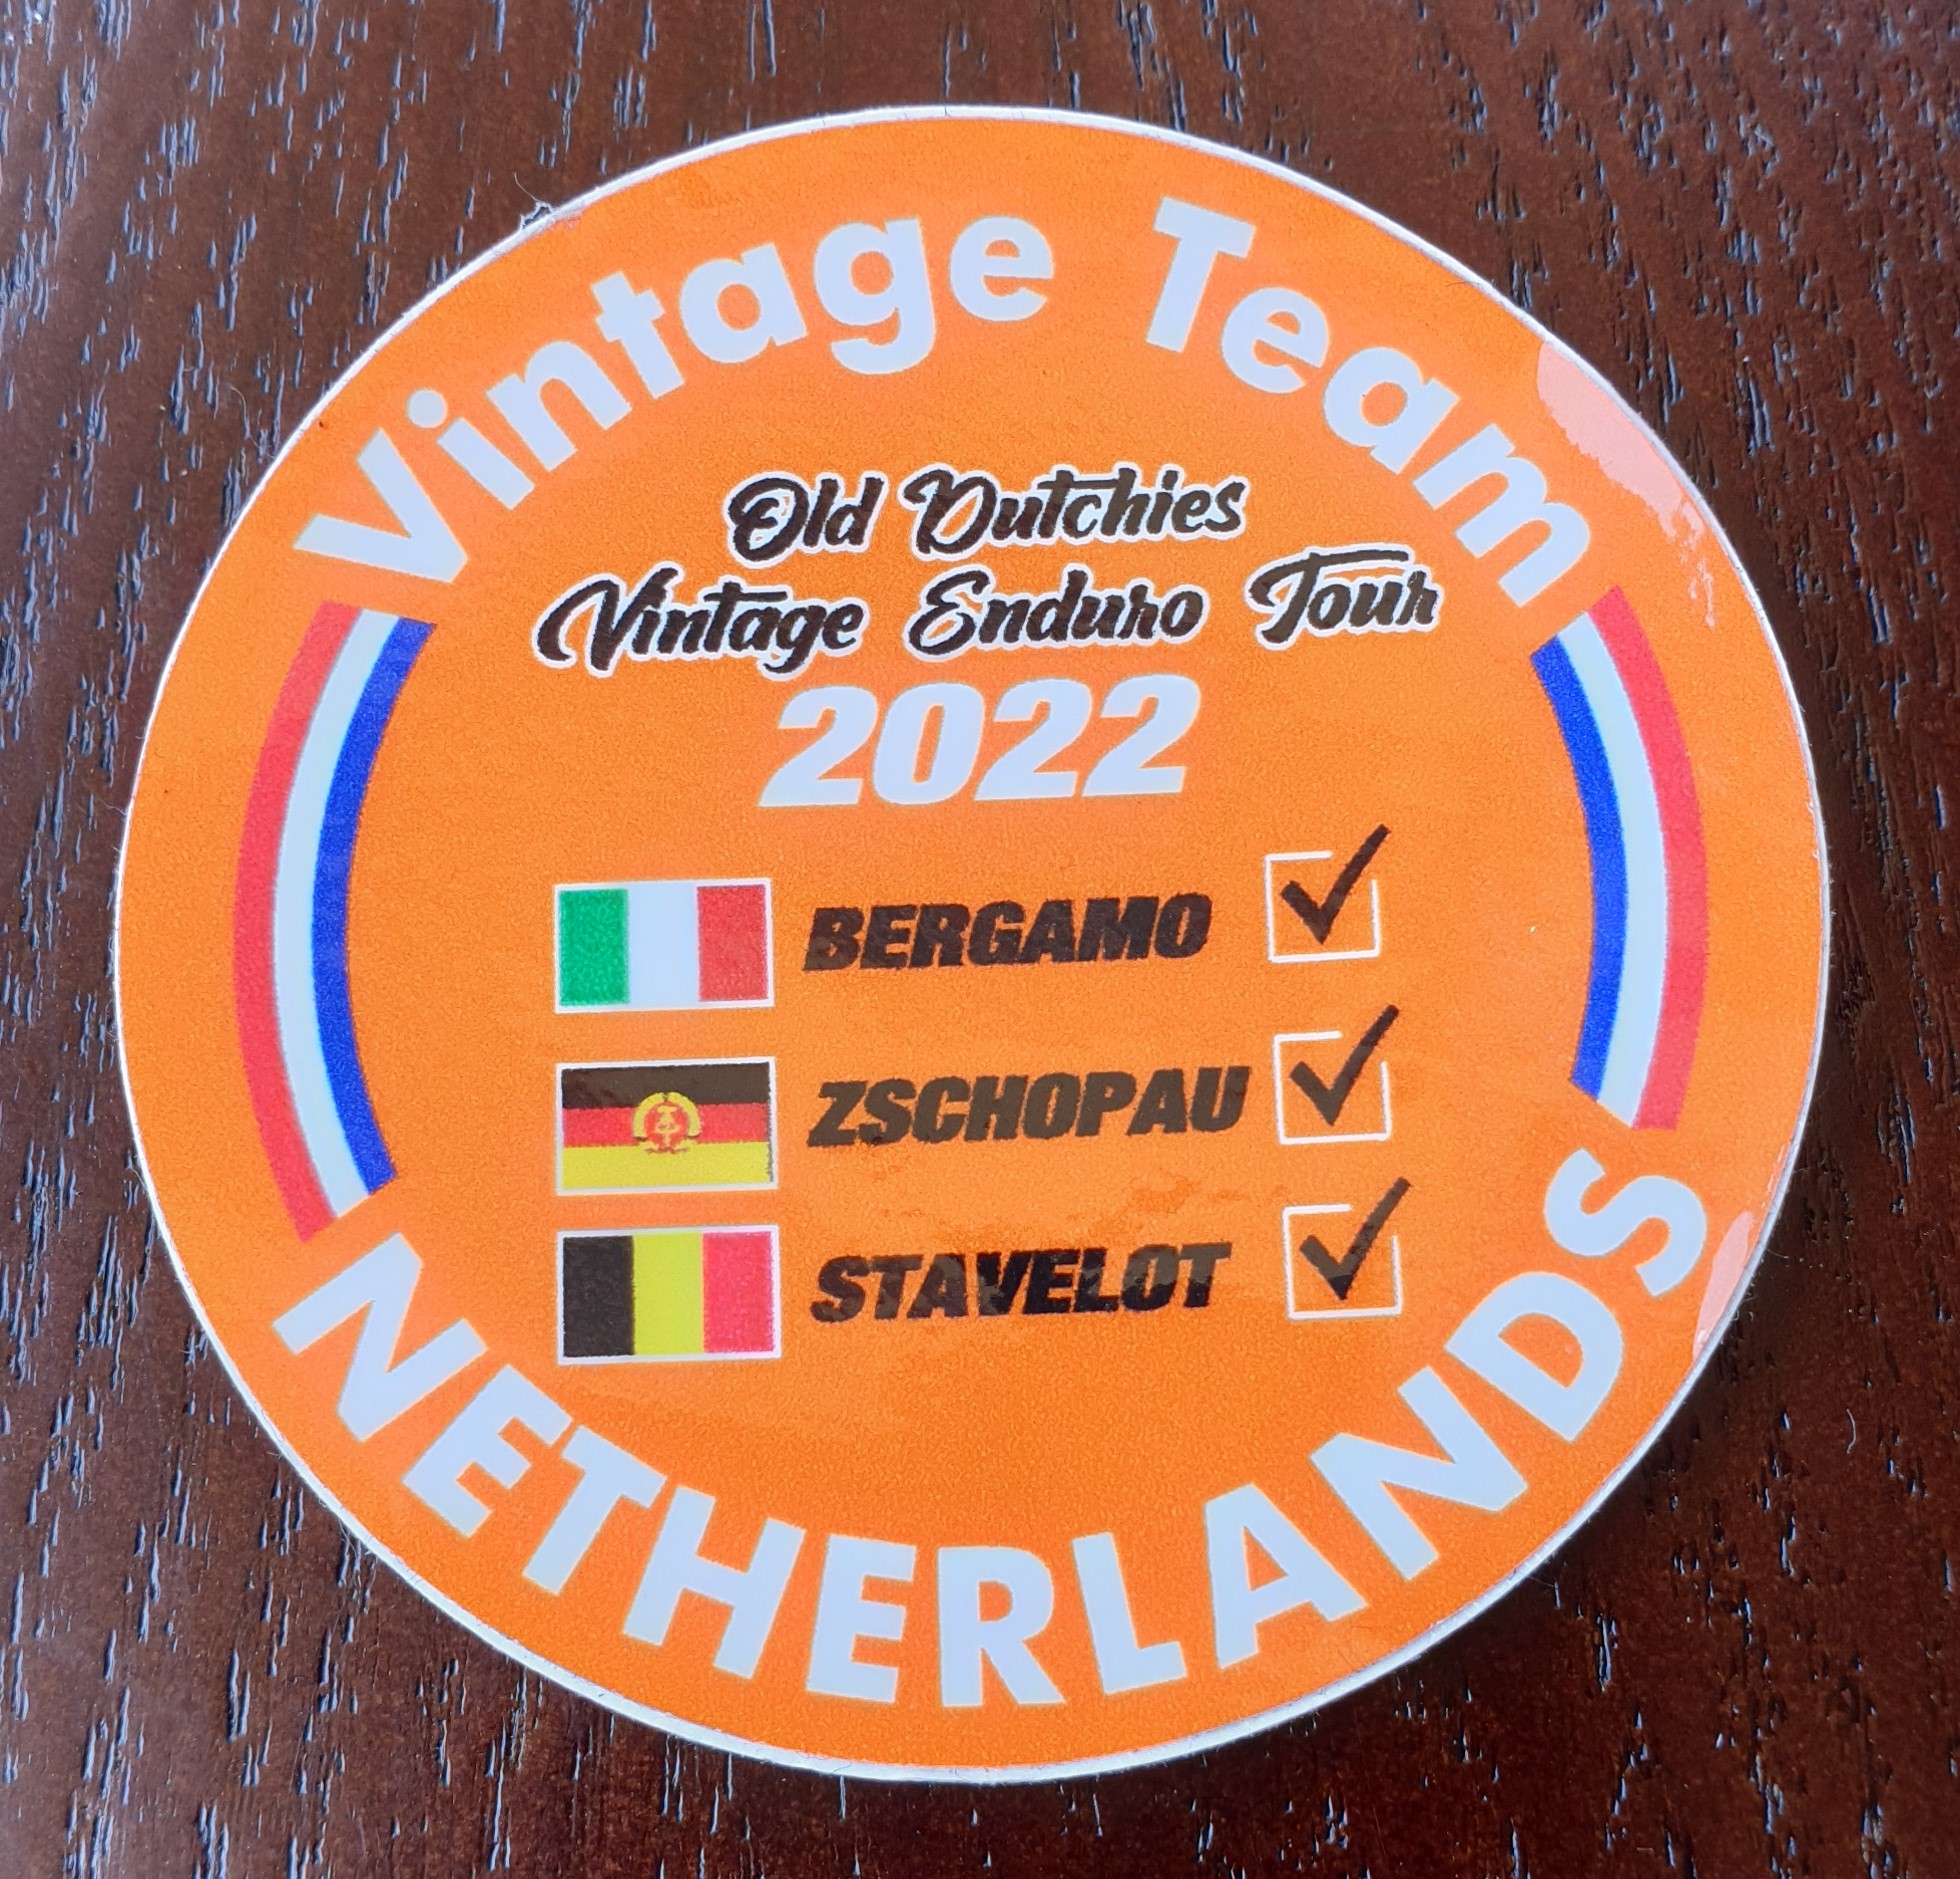 Vintage Team
Old Dutchies
Vintage Enduro Tour
2022
BERGAMO
ZSCHOPAU
STAVELOT
NETHERLANDS